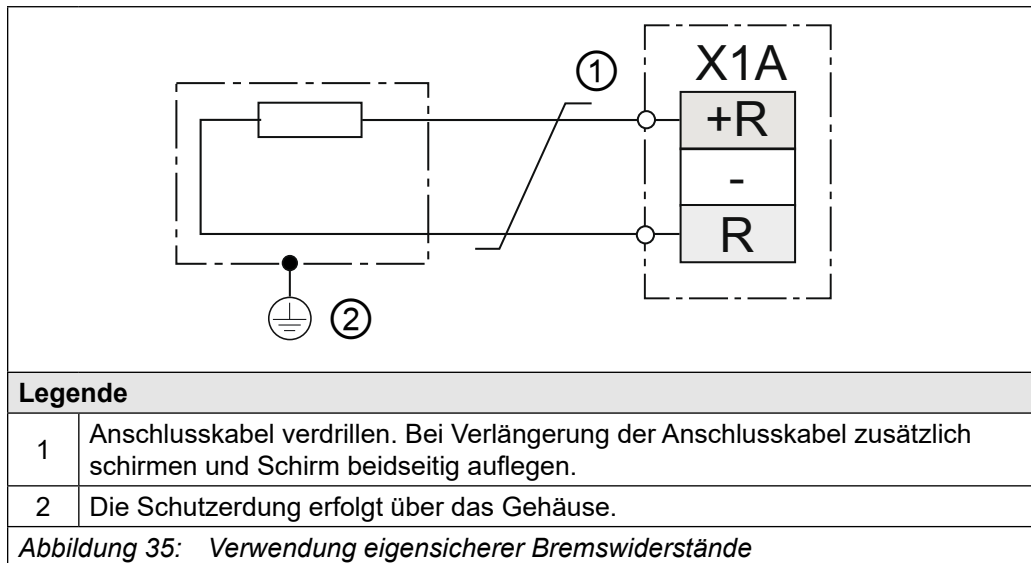 X1A
①
+R
-
R
②
Legende
1 Anschlusskabel verdrillen. Bei Verlängerung der Anschlusskabel zusätzlich
schirmen und Schirm beidseitig auflegen.
2 Die Schutzerdung erfolgt über das Gehäuse.
Abbildung 35: Verwendung eigensicherer Bremswiderstände